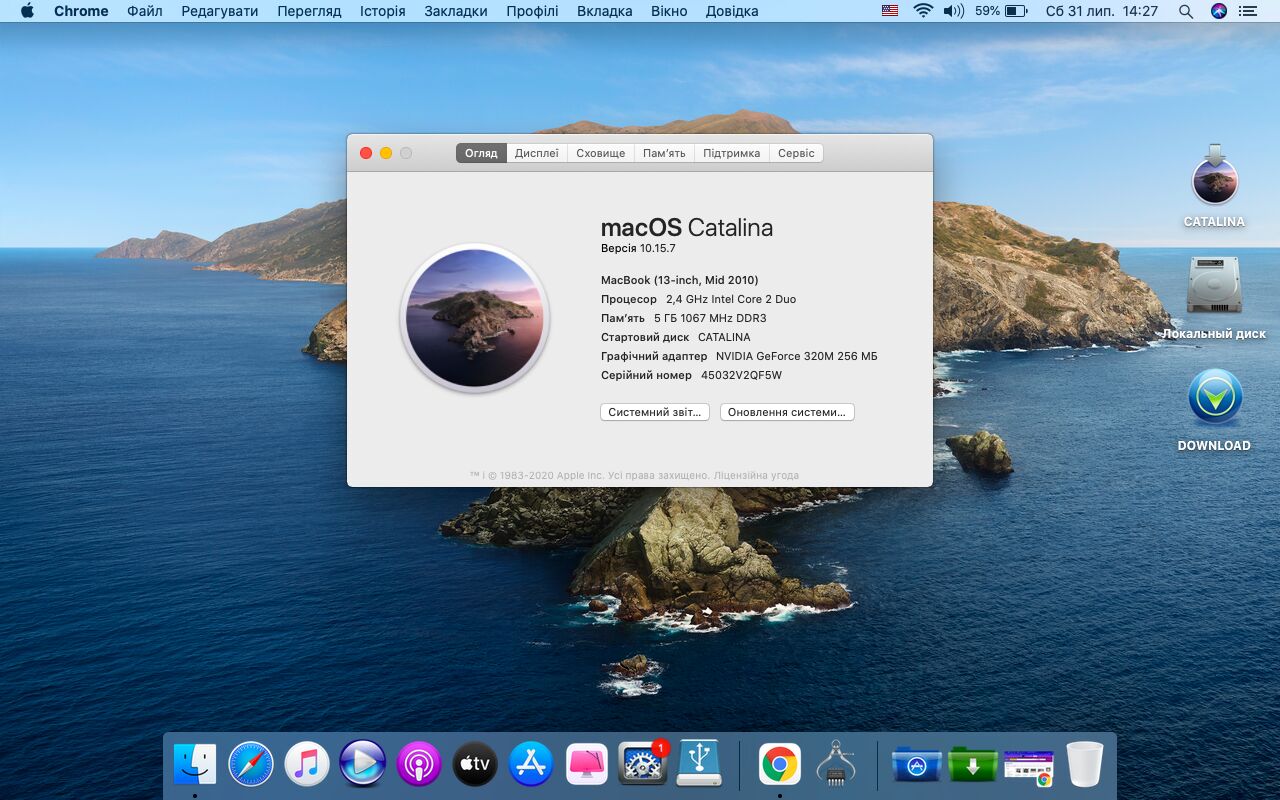 Chrome Файл Редагувати Перегляд Історія Закладки Профілі Вкладка Вікно Довідка 59% Сб 31 лип. 14:27
Огляд Дисплеї Сховище Пам’ять Підтримка Сервіс
macOS Catalina
Версія 10.15.7
MacBook (13-inch, Mid 2010)
Процесор 2,4 GHz Intel Core 2 Duo
Пам’ять 5 ГБ 1067 MHz DDR3
Стартовий диск CATALINA
Графічний адаптер NVIDIA GeForce 320M 256 МБ
Серійний номер 45032V2QF5W
Системний звіт... Оновлення системи...
™ і © 1983-2020 Apple Inc. Усі права захищено. Ліцензійна угода
CATALINA
Локальный диск
DOWNLOAD
tv
1